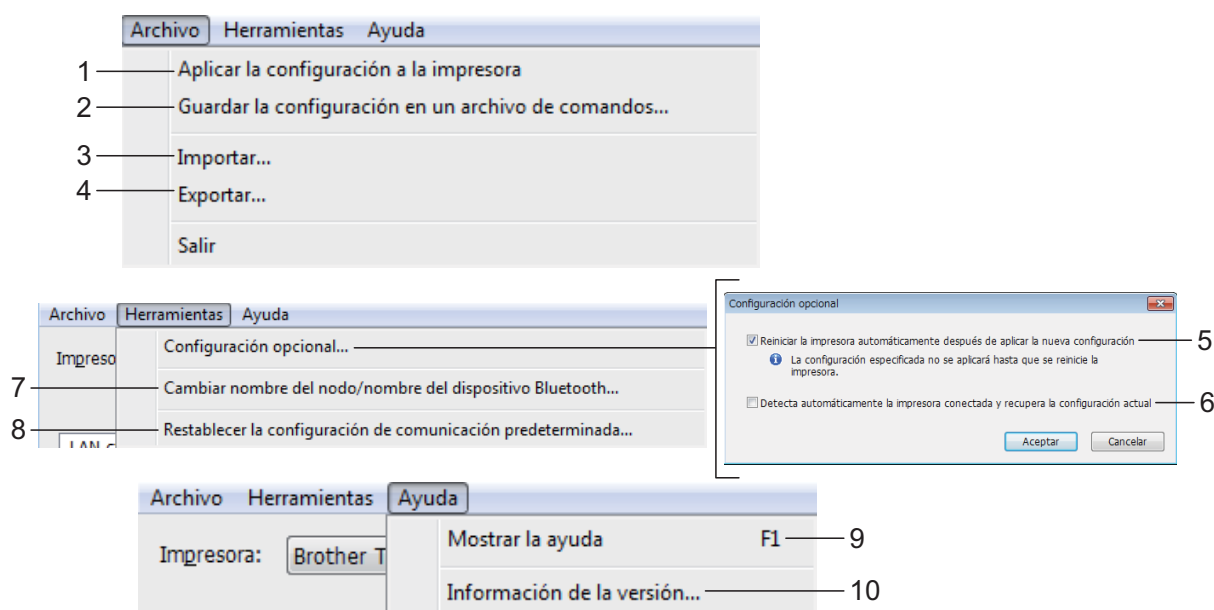 Archivo Herramientas Ayuda
1 Aplicar la configuración a la impresora
2 Guardar la configuración en un archivo de comandos...
3 Importar...
4 Exportar...
Salir
Archivo Herramientas Ayuda
Impreso
Configuración opcional...
7 Cambiar nombre del nodo/nombre del dispositivo Bluetooth...
8 Restablecer la configuración de comunicación predeterminada...
Configuración opcional
Reiniciar la impresora automáticamente después de aplicar la nueva configuración 5
La configuración especificada no se aplicará hasta que se reinicie la
impresora.
Detecta automáticamente la impresora conectada y recupera la configuración actual 6
Aceptar Cancelar
Archivo Herramientas Ayuda
Impresora: Brother T
Mostrar la ayuda F1 9
Información de la versión... 10